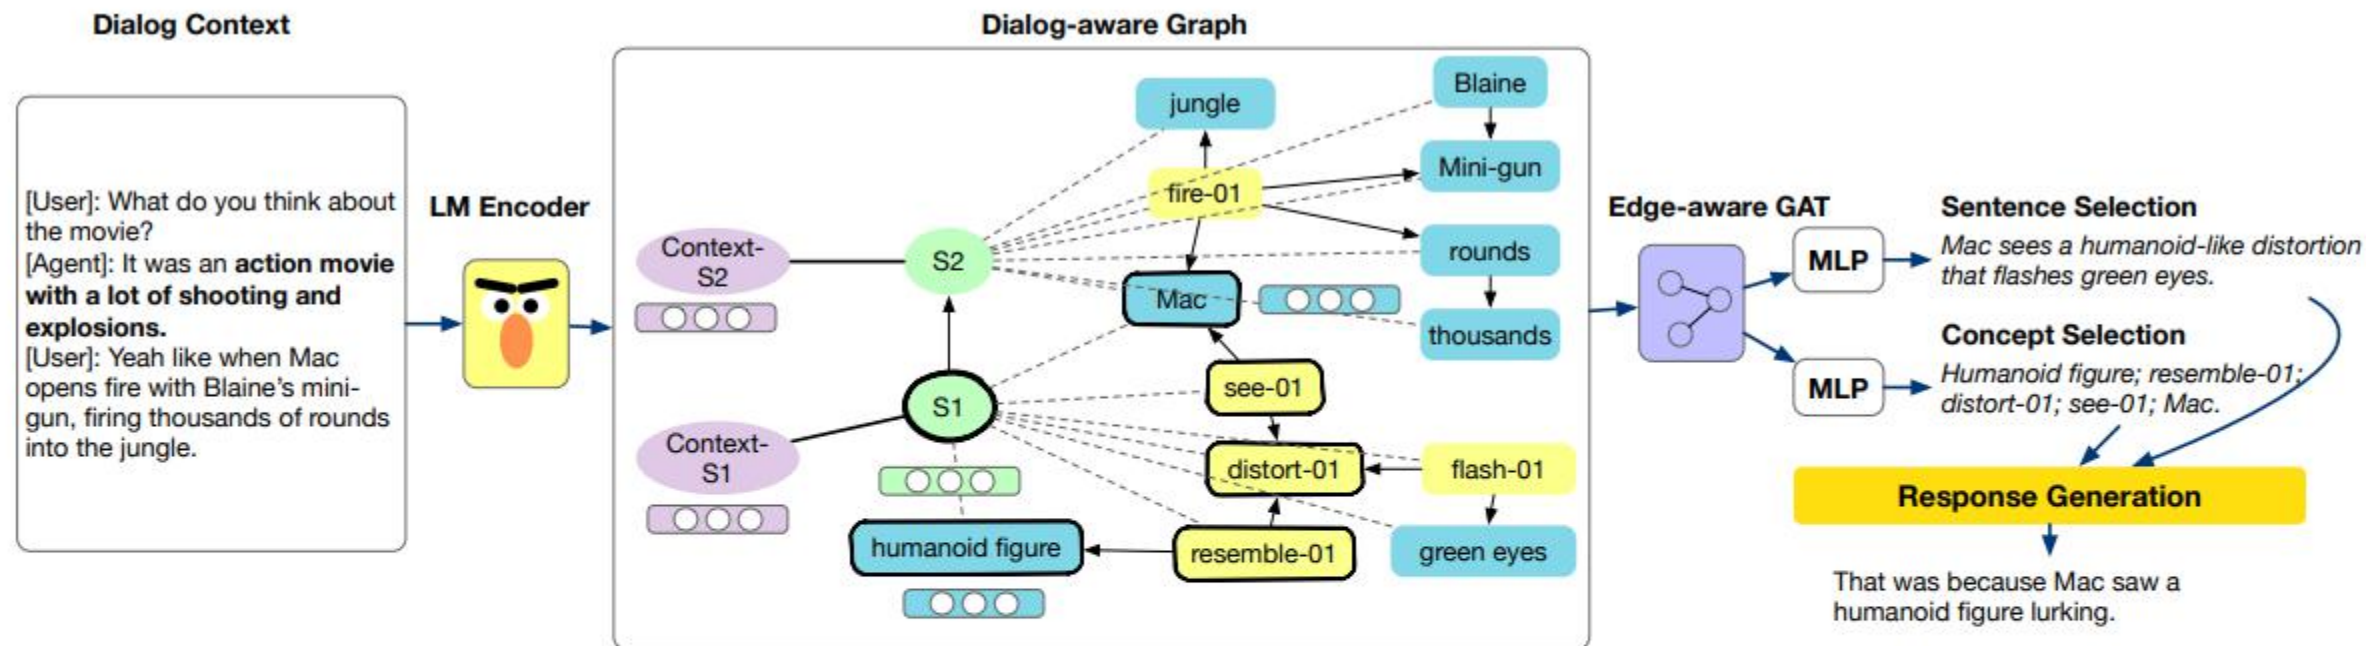 Dialog Context
Dialog-aware Graph
[User]: What do you think about
the movie?
[Agent]: It was an action movie
with a lot of shooting and
explosions.
[User]: Yeah like when Mac
opens fire with Blaine's mini-
gun, firing thousands of rounds
into the jungle.
LM Encoder
Context-
S2
S2
Context-
S1
S1
jungle
Blaine
fire-01
Mini-gun
rounds
Mac
thousands
see-01
distort-01
flash-01
humanoid figure
resemble-01
green eyes
Edge-aware GAT
MLP
Sentence Selection
Mac sees a humanoid-like distortion
that flashes green eyes.
MLP
Concept Selection
Humanoid figure; resemble-01;
distort-01; see-01; Mac.
Response Generation
That was because Mac saw a
humanoid figure lurking.